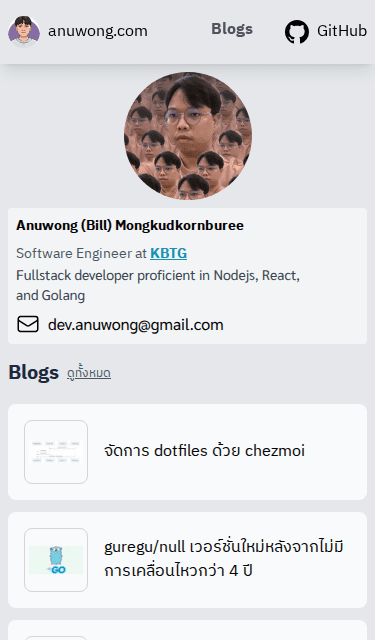 anuwong.com
Blogs
GitHub
Anuwong (Bill) Mongkudkornburee
Software Engineer at KBTG
Fullstack developer proficient in Nodejs, React,
and Golang
dev.anuwong@gmail.com
Blogs ดูทั้งหมด
จัดการ dotfiles ด้วย chezmoi
guregu/null เวอร์ชั่นใหม่หลังจากไม่มี
การเคลื่อนไหวกว่า 4 ปี
GO